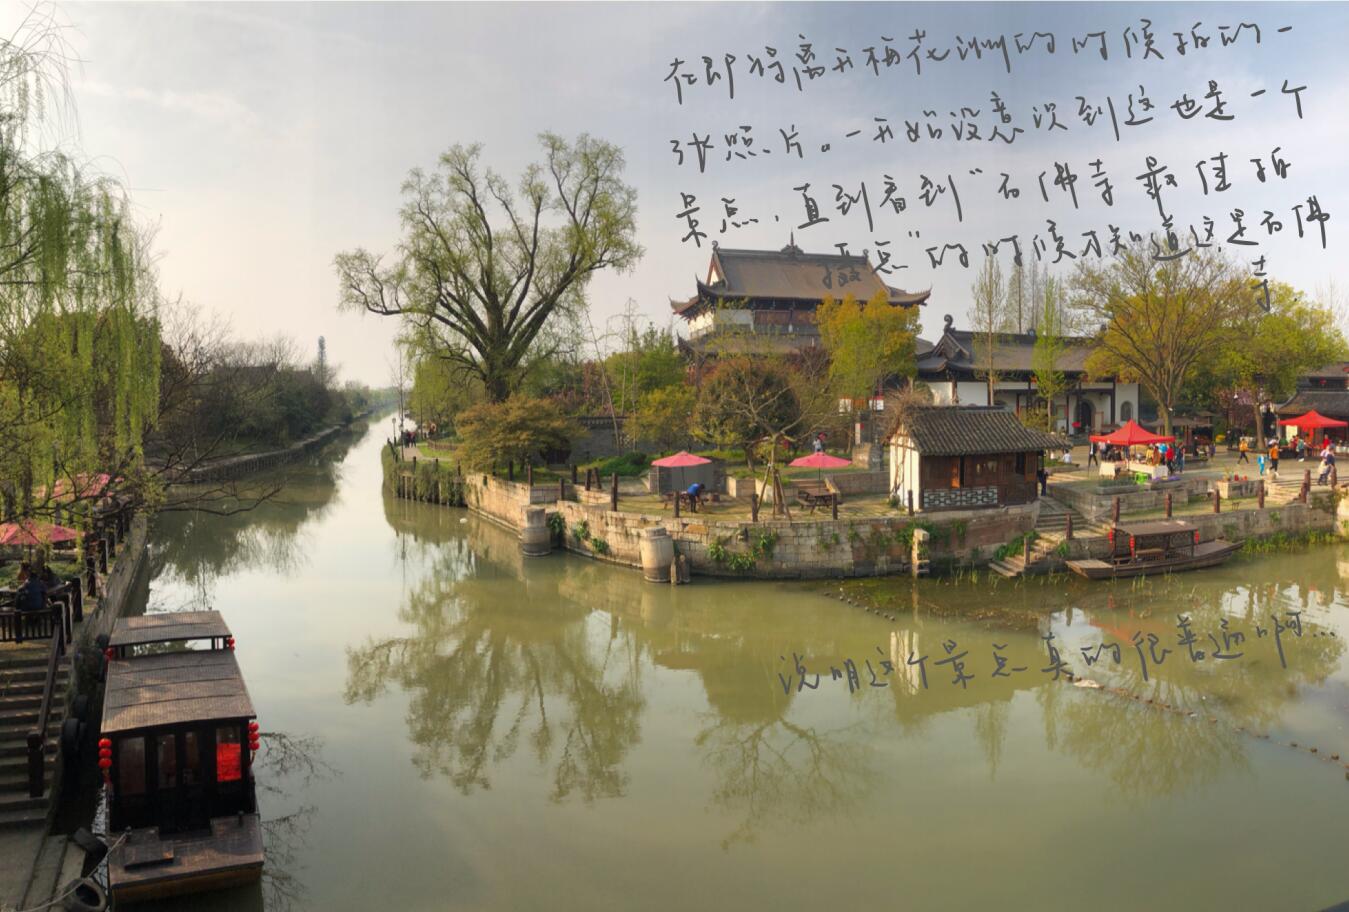 在即将离开梅花洲的时候拍的一
张照片。一开始没意识到这也是一个
景点，直到看到“石佛寺最佳拍
摄点”的时候才知道这是石佛
寺.
说明这个景点真的很普通啊...